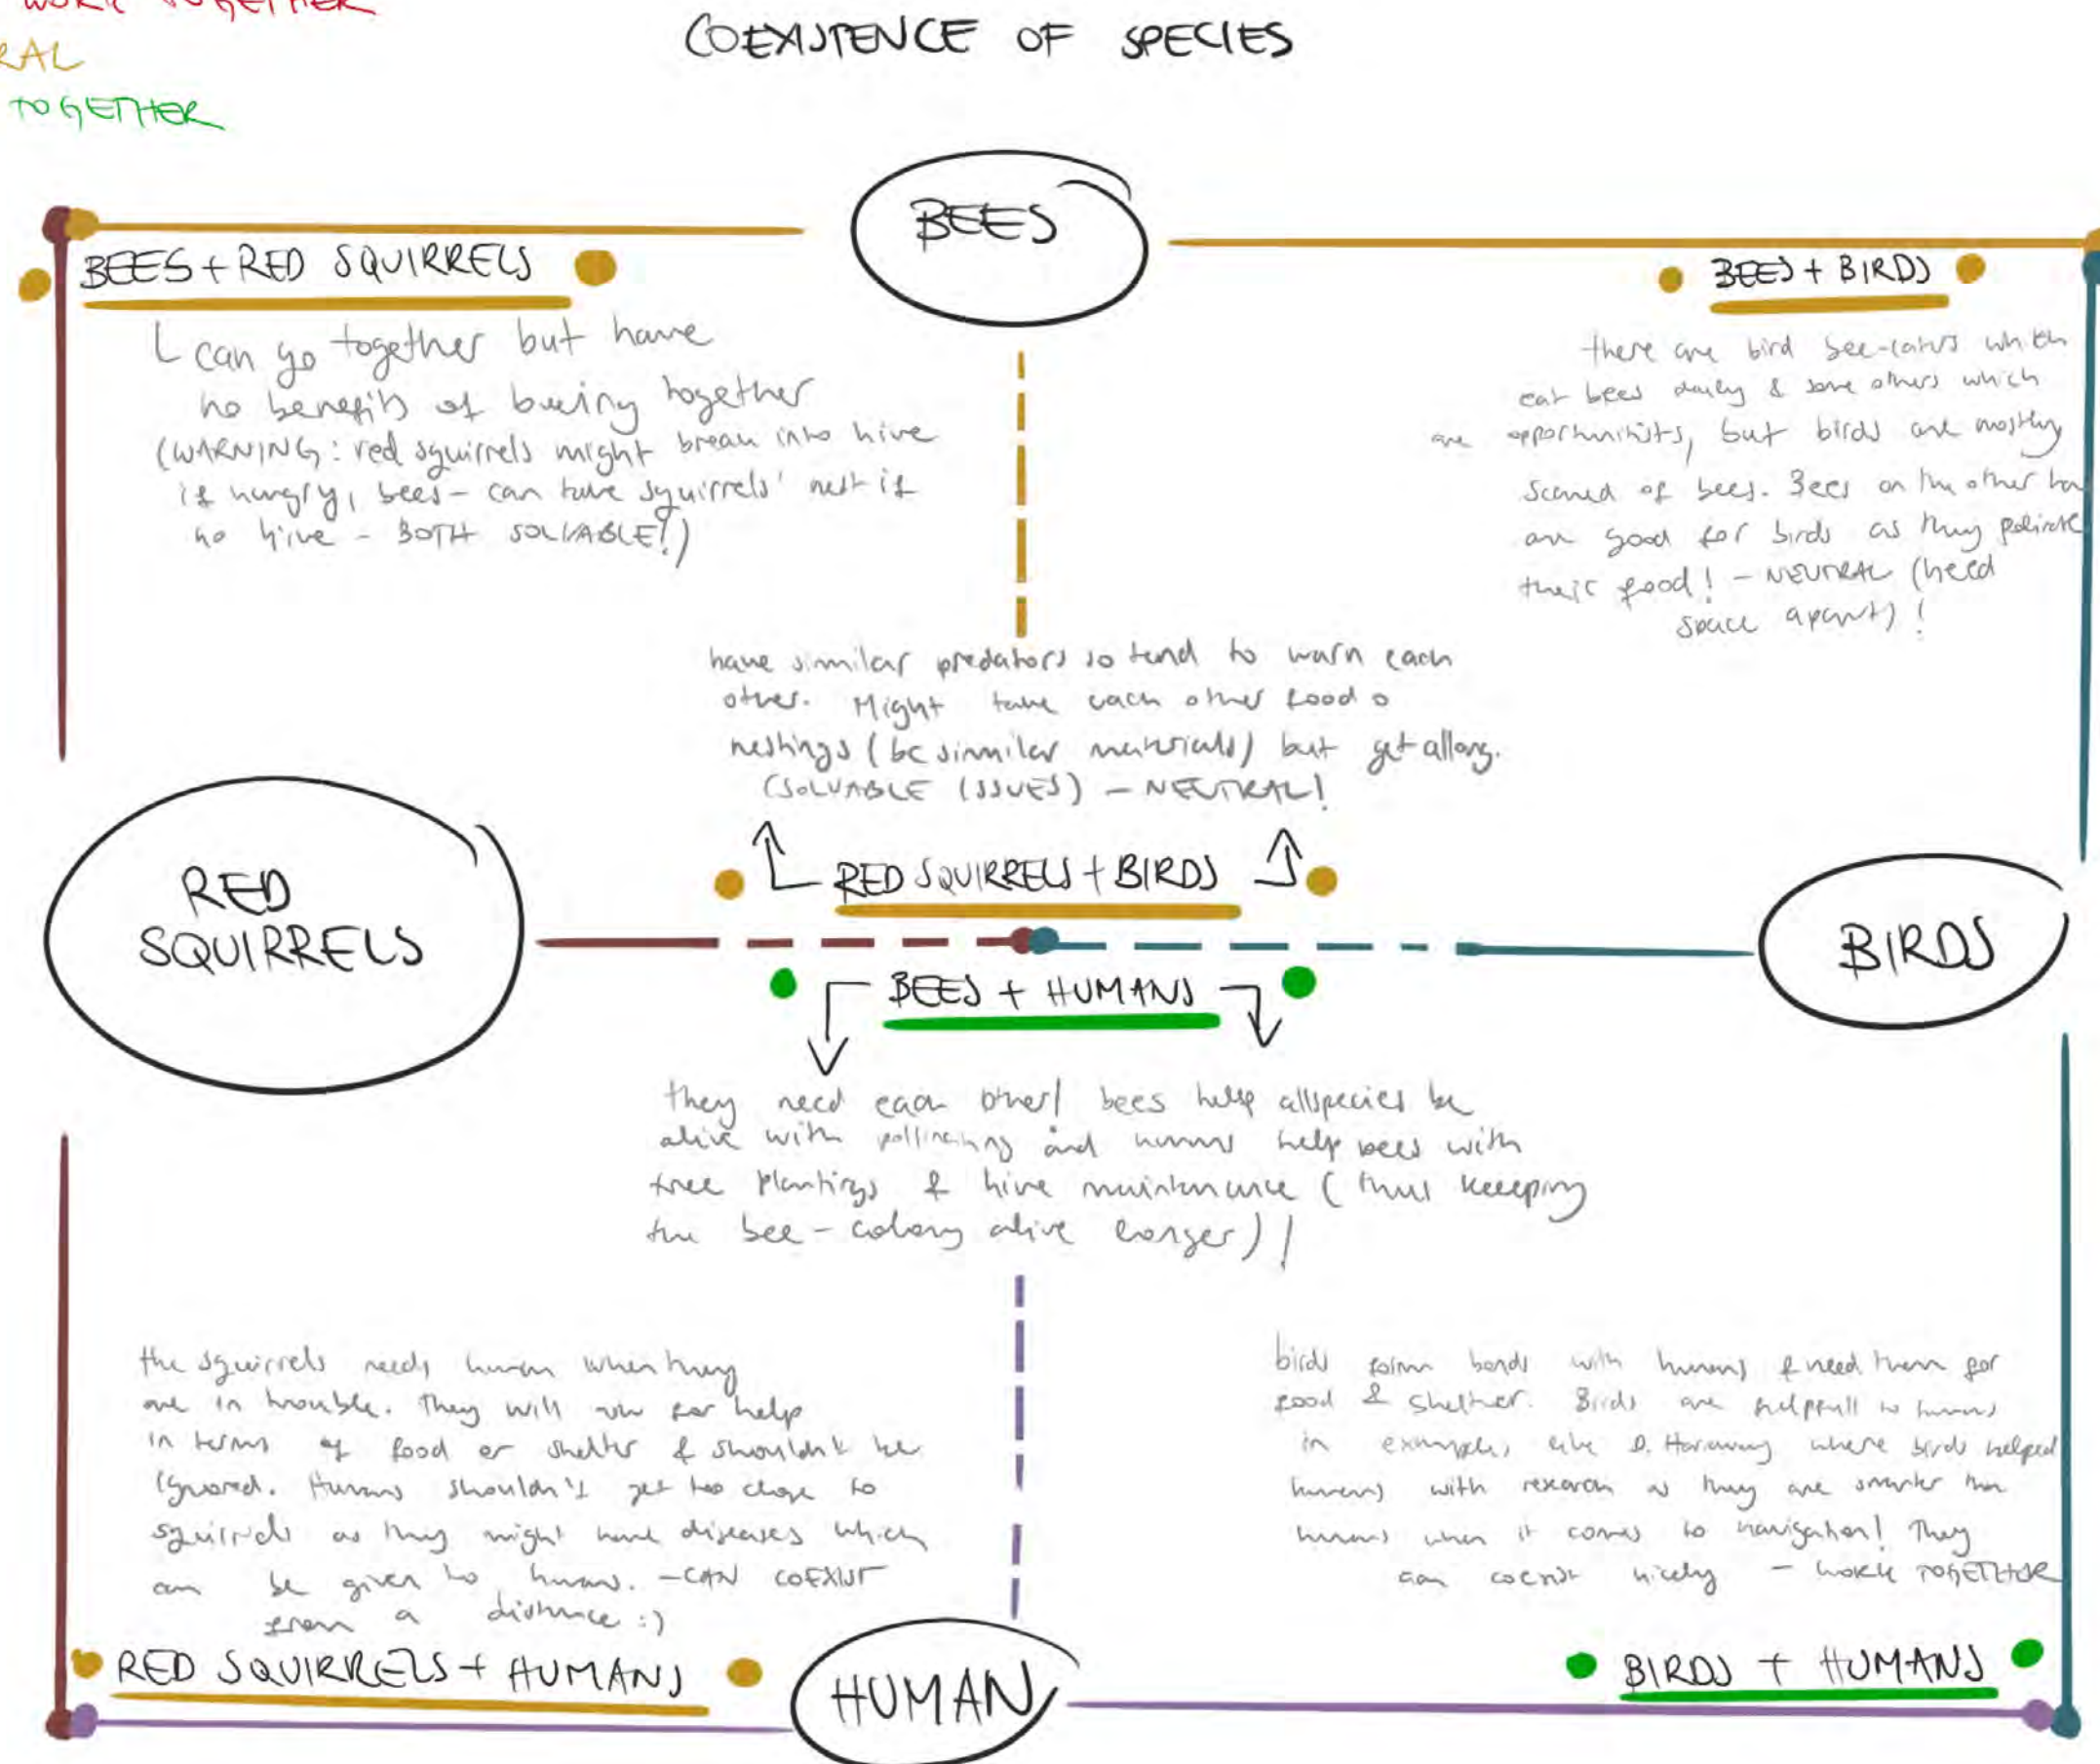 WORK TOGETHER
RAL
TOGETHER
COEXISTENCE OF SPECIES
BEES
BEES + RED SQUIRRELS
can go together but have
no benefits of being together
(WARNING: red squirrels might break into hive
if hungry, bees - can take squirrels' nest if
no hive - BOTH SOLVABLE!)
BEES + BIRDS
there are bird bee-eaters which
eat bees daily & some others which
are opportunitists, but birds are mostly
scared of bees. Bees on the other ha
are good for birds as they polinate
their food! - NEUTRAL (need
space apart)!
have similar predators so tend to warn each
other. Might take each other food o
nestings (bc similar materials) but get allong.
(SOLVABLE ISSUES) - NEUTRAL!
RED SQUIRRELS + BIRDS
RED
SQUIRRELS
BIRDS
BEES + HUMANS
they need each other! bees help allspecies be
alive with pollinating and humans help bees with
tree plantings & hive maintenance (thus keeping
the bee - colony alive longer)!
the squirrels needs human when they
are in trouble. They will for help
in terms of food or shelter & shouldn't be
ignored. Humans shouldn't get too close to
squirrels as they might have diseases which
can be given to humans. - CAN COEXIST
from a distance :)
RED SQUIRRELS + HUMANS
birds form bonds with humans & need them for
food & shelther. Birds are helpfull to humans
in examples like D. Haraway where birds helped
humans with research as they are smarter than
humans when it comes to navigation! They
can coexist nicely - WORK TOGETHER
BIRDS + HUMANS
HUMAN